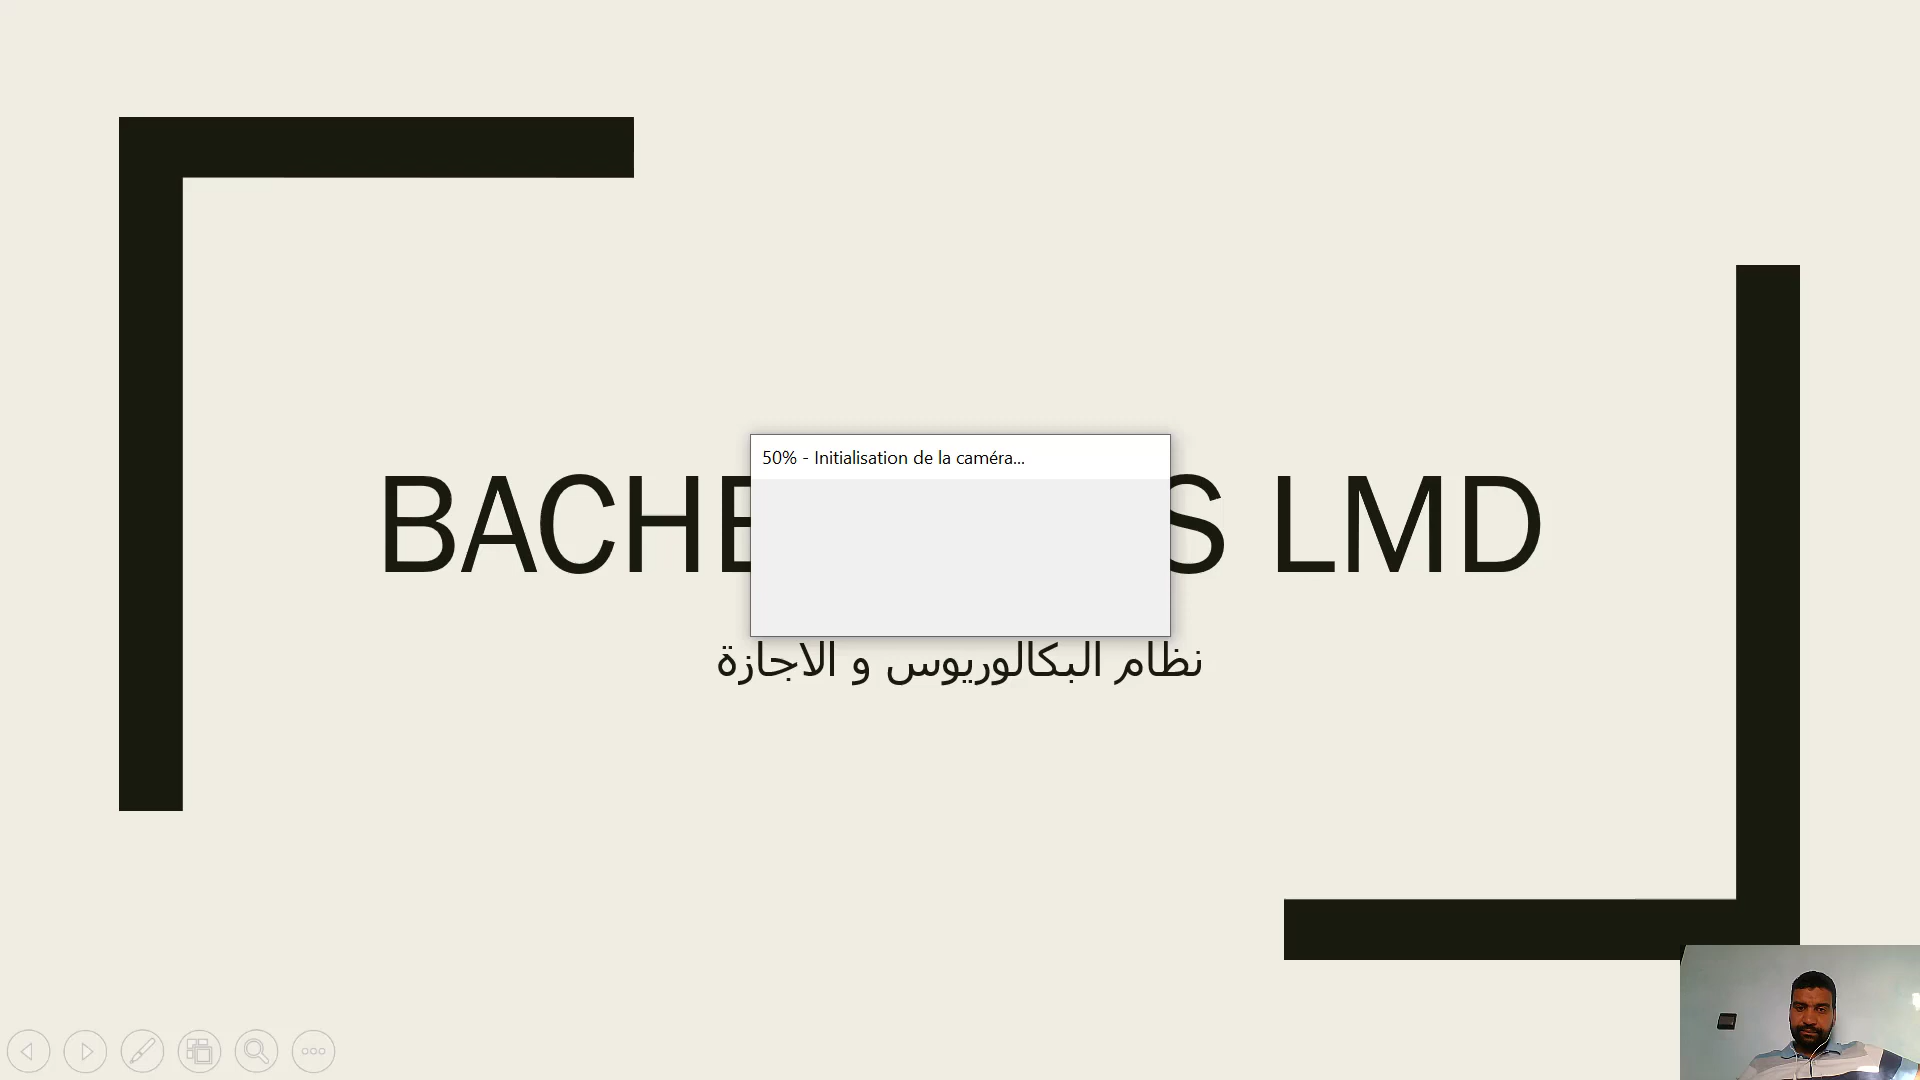 50% - Initialisation de la caméra...
BACHE S LMD
نظام البكالوريوس و الاجازة